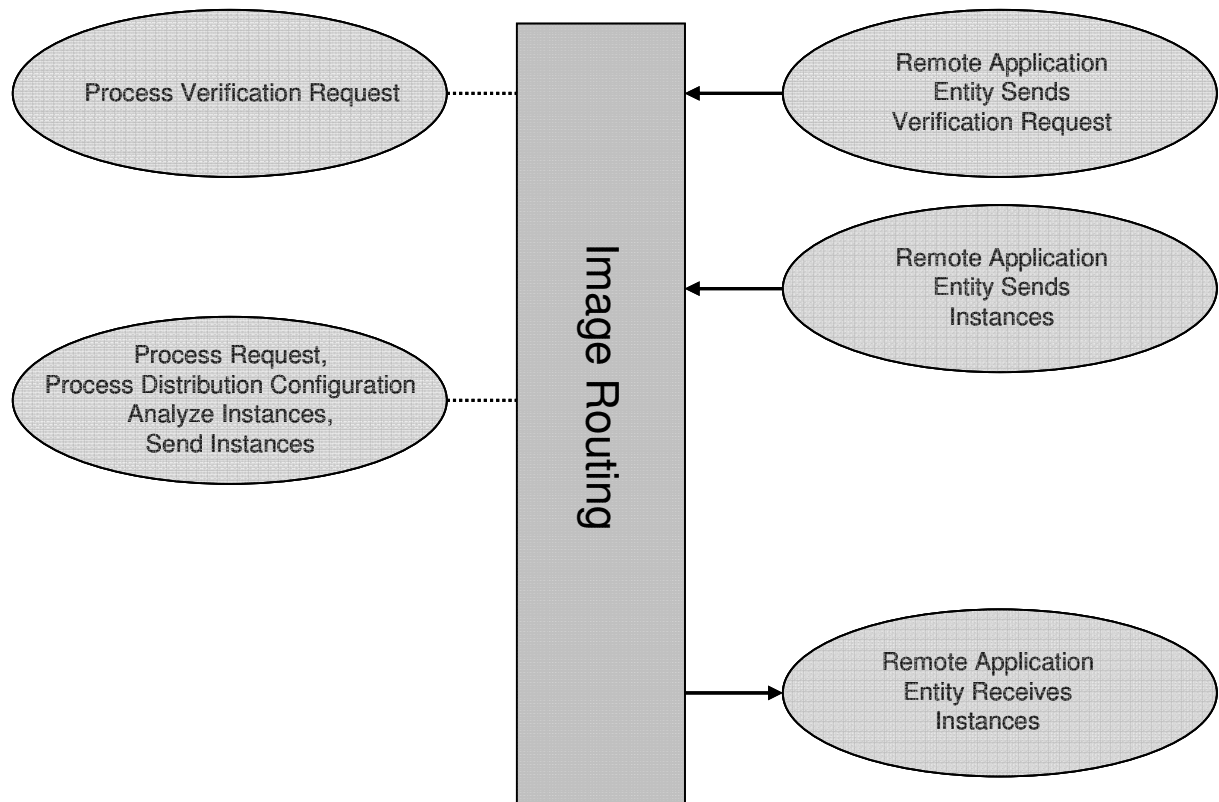 Process Verification Request
Remote Application
Entity Sends
Verification Request
Remote Application
Entity Sends
Instances
Image Routing
Process Request,
Process Distribution Configuration
Analyze Instances,
Send Instances
Remote Application
Entity Receives
Instances